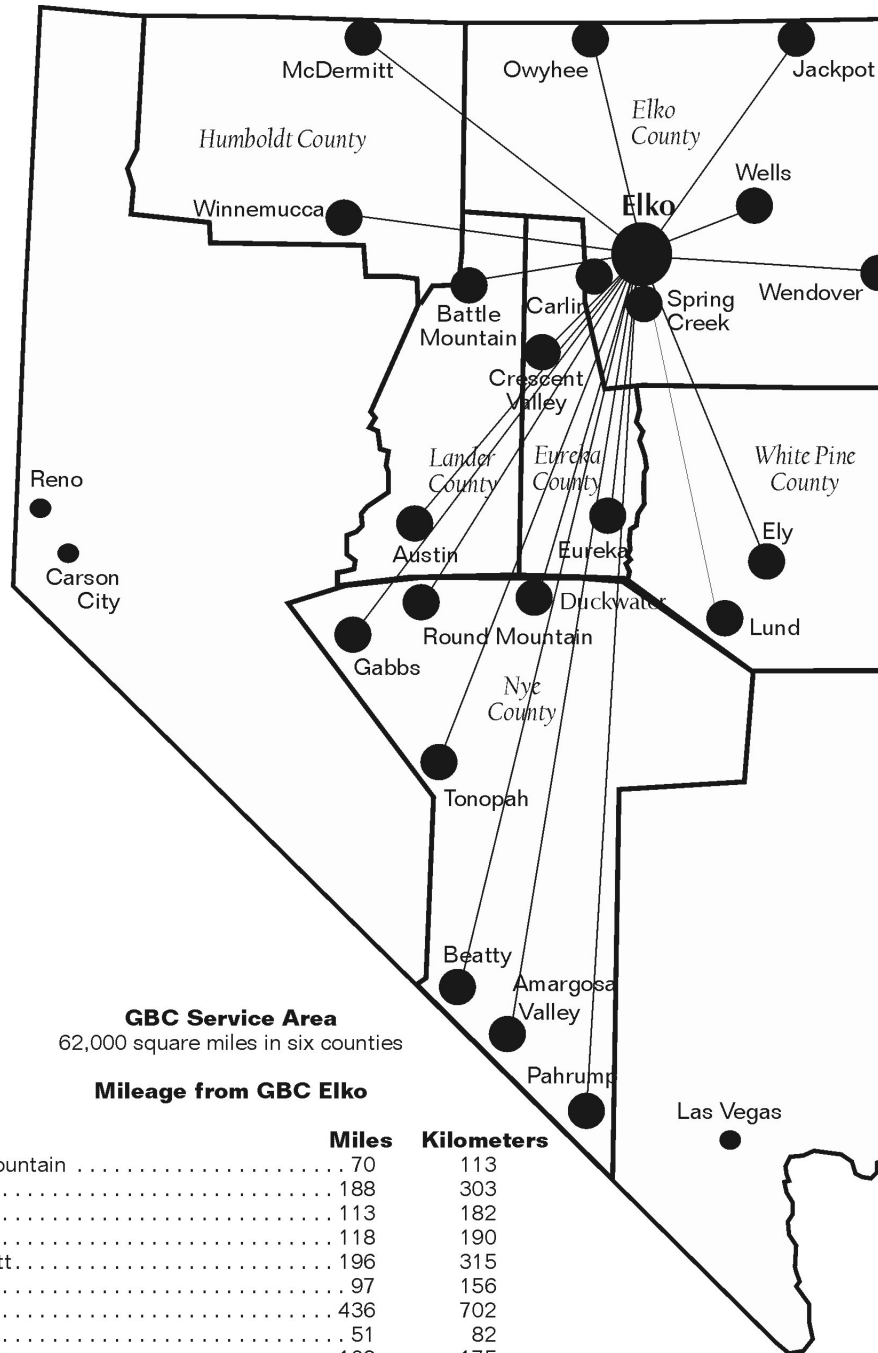 McDermitt
Owyhee
Jackpot
Elko
County
Humboldt County
Wells
Elko
Winnemucca
Battle
Mountain
Carlin
Spring
Creek
Wendover
Crescent
Valley
Lander
County
Eureka
County
White Pine
County
Reno
Carson
City
Austin
Eureka
Ely
Duckwater
Lund
Round Mountain
Gabbs
Nye
County
Tonopah
Beatty
Amargosa
Valley
Pahrump
Las Vegas
GBC Service Area
62,000 square miles in six counties
Mileage from GBC Elko
Miles Kilometers
ountain . . . . . . . . . . . . . . . . . . . . . . . 70 113
. . . . . . . . . . . . . . . . . . . . . . . . . . . . 188 303
. . . . . . . . . . . . . . . . . . . . . . . . . . . . 113 182
. . . . . . . . . . . . . . . . . . . . . . . . . . . . 118 190
tt. . . . . . . . . . . . . . . . . . . . . . . . . . . 196 315
. . . . . . . . . . . . . . . . . . . . . . . . . . . . 97 156
. . . . . . . . . . . . . . . . . . . . . . . . . . . . 436 702
. . . . . . . . . . . . . . . . . . . . . . . . . . . . 51 82